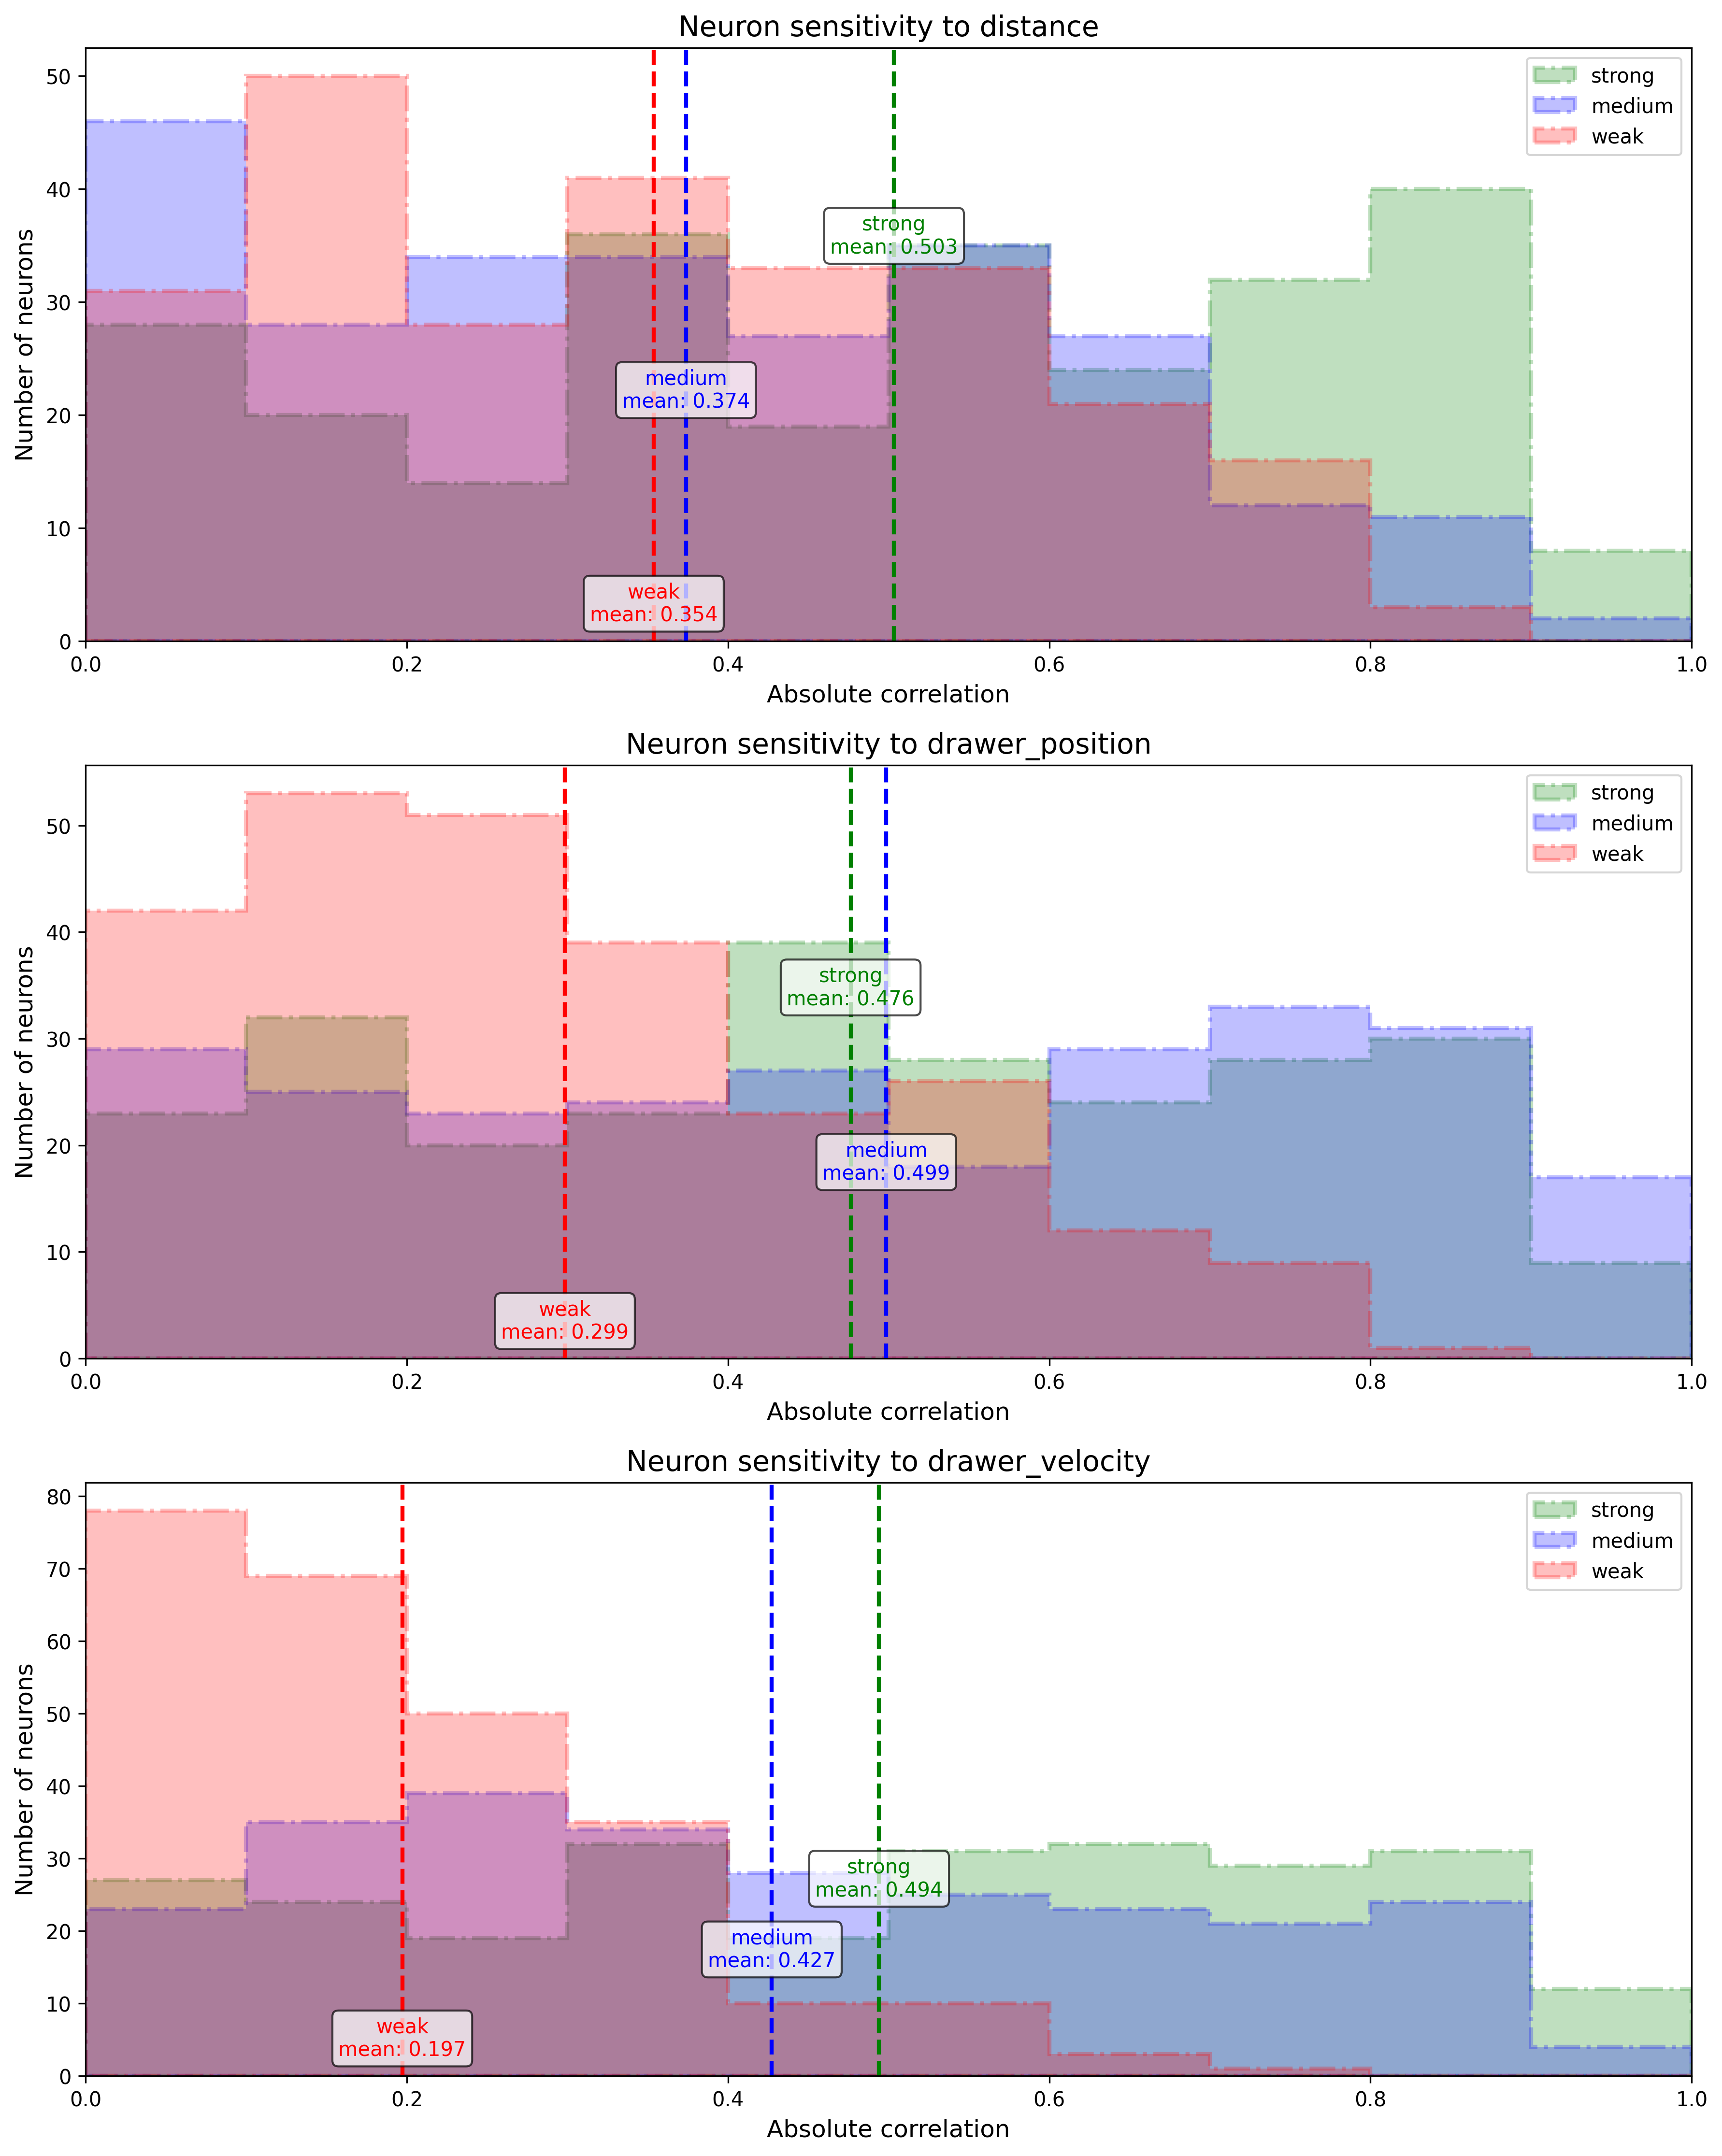 Neuron sensitivity to distance
Number of neurons
50
40
30
20
10
0
strong
medium
weak
strong
mean: 0.503
medium
mean: 0.374
weak
mean: 0.354
0.0 0.2 0.4 0.6 0.8 1.0
Absolute correlation
Neuron sensitivity to drawer_position
Number of neurons
50
40
30
20
10
0
strong
medium
weak
strong
mean: 0.476
medium
mean: 0.499
weak
mean: 0.299
0.0 0.2 0.4 0.6 0.8 1.0
Absolute correlation
Neuron sensitivity to drawer_velocity
Number of neurons
80
70
60
50
40
30
20
10
0
strong
medium
weak
strong
mean: 0.494
medium
mean: 0.427
weak
mean: 0.197
0.0 0.2 0.4 0.6 0.8 1.0
Absolute correlation